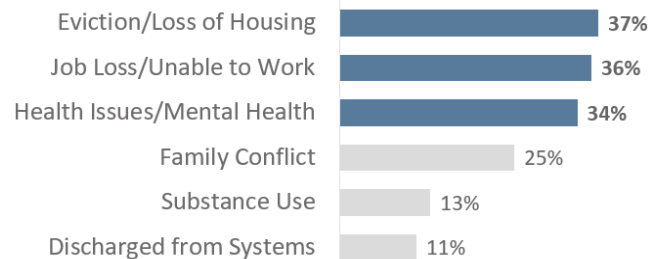 Eviction/Loss of Housing 37%
Job Loss/Unable to Work 36%
Health Issues/Mental Health 34%
Family Conflict 25%
Substance Use 13%
Discharged from Systems 11%